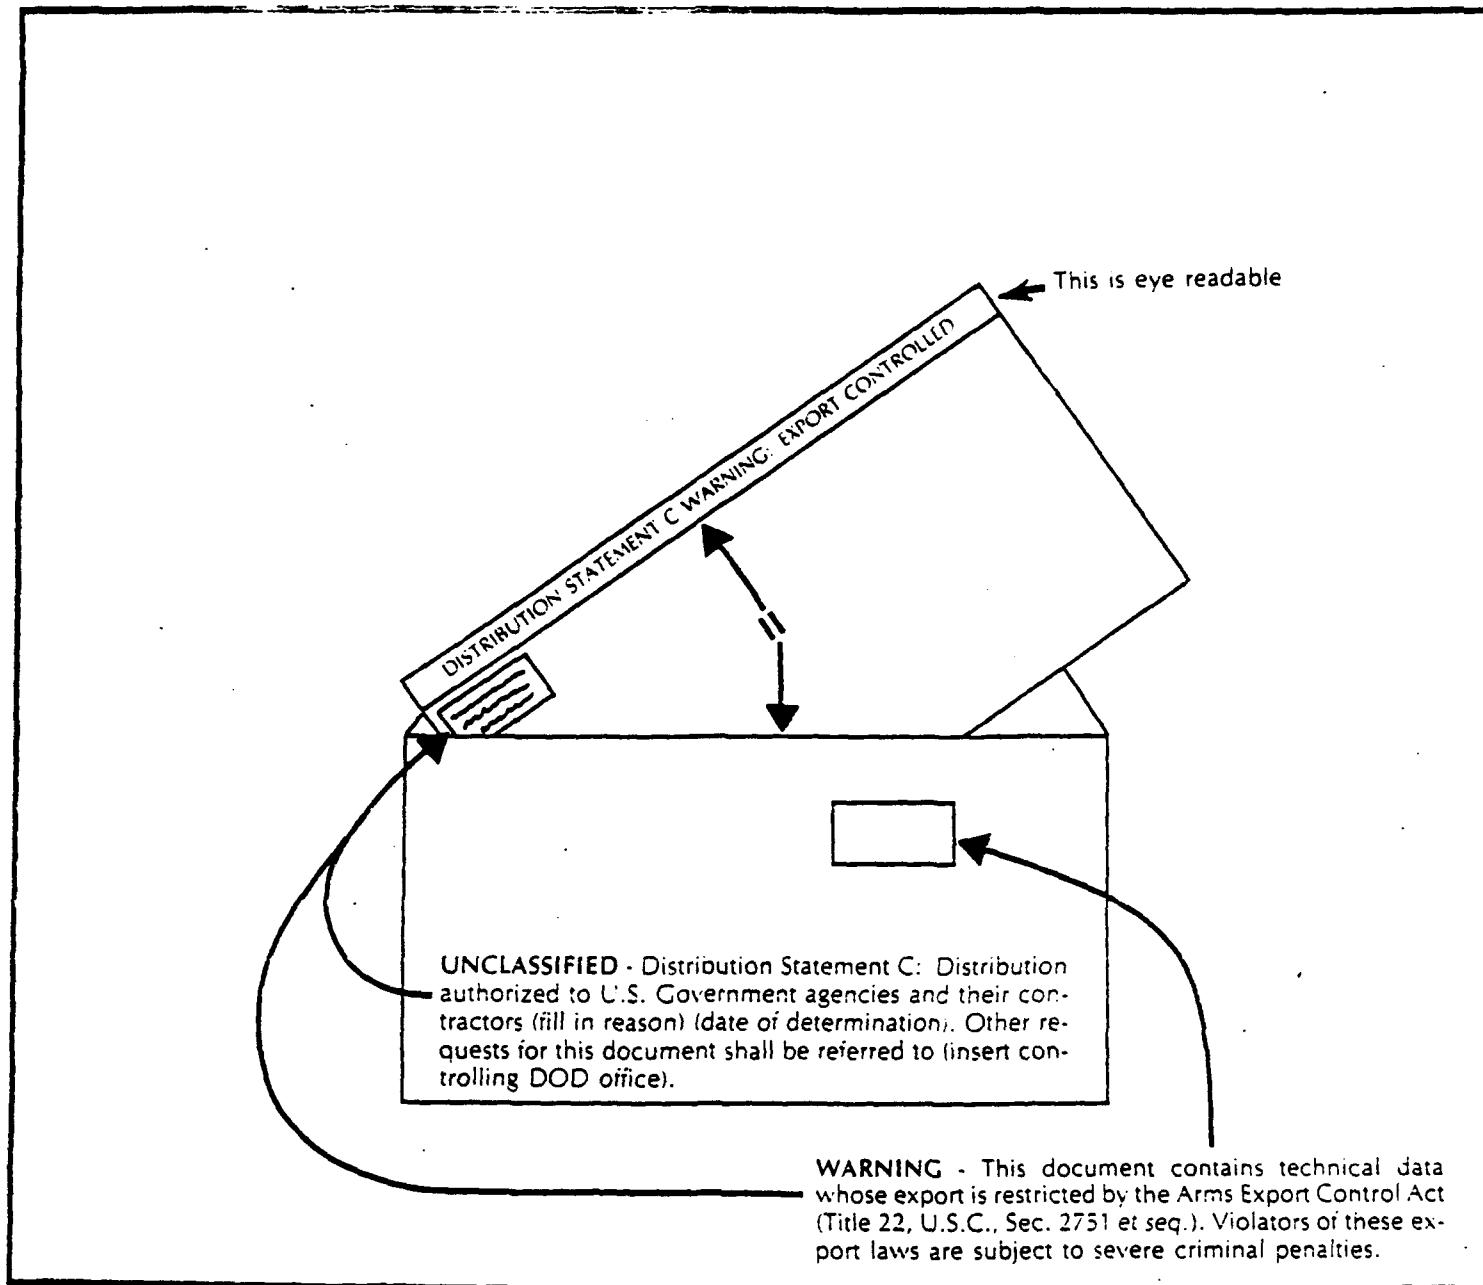 This is eye readable
DISTRIBUTION STATEMENT C WARNING: EXPORT CONTROLLED
UNCLASSIFIED - Distribution Statement C: Distribution
authorized to U.S. Government agencies and their con-
tractors (fill in reason) (date of determination). Other re-
quests for this document shall be referred to (insert con-
trolling DOD office).
WARNING - This document contains technical data
whose export is restricted by the Arms Export Control Act
(Title 22, U.S.C., Sec. 2751 et seq.). Violators of these ex-
port laws are subject to severe criminal penalties.